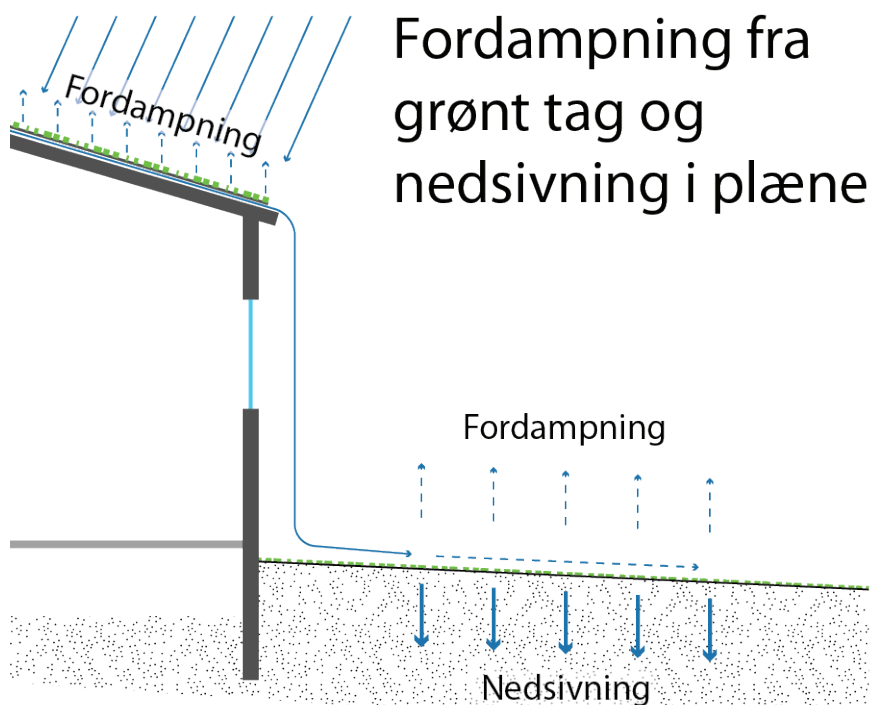 Fordampning fra
grønt tag og
nedsivning i plæne
Fordampning
Fordampning
Nedsivning